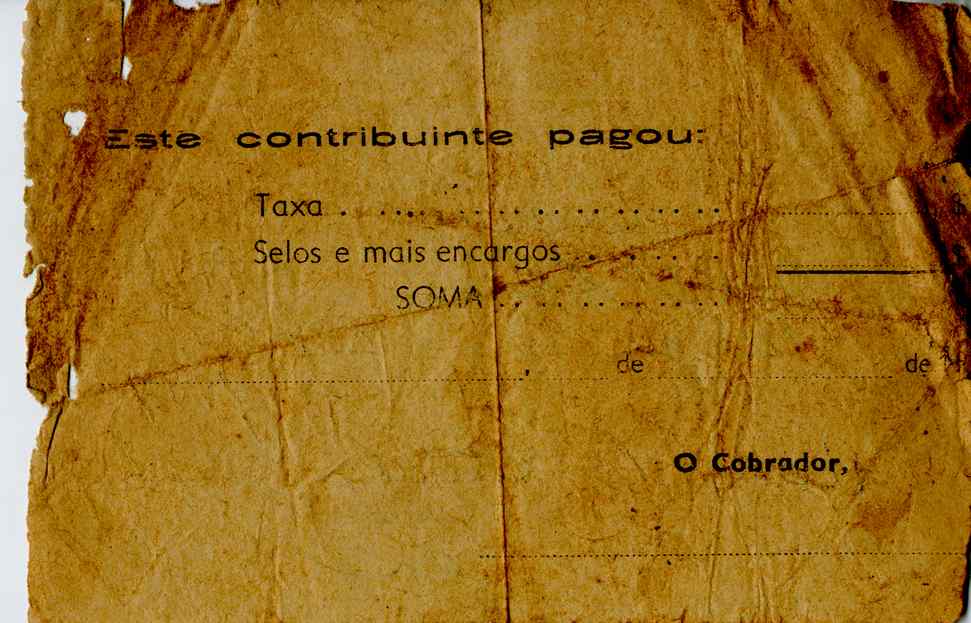 Este contribuinte pagou:
Taxa . . . . . . . . . . . . . . . $
Selos e mais encargos . . . . . . $
SOMA . . . . . . . . . .
, de de
O Cobrador,